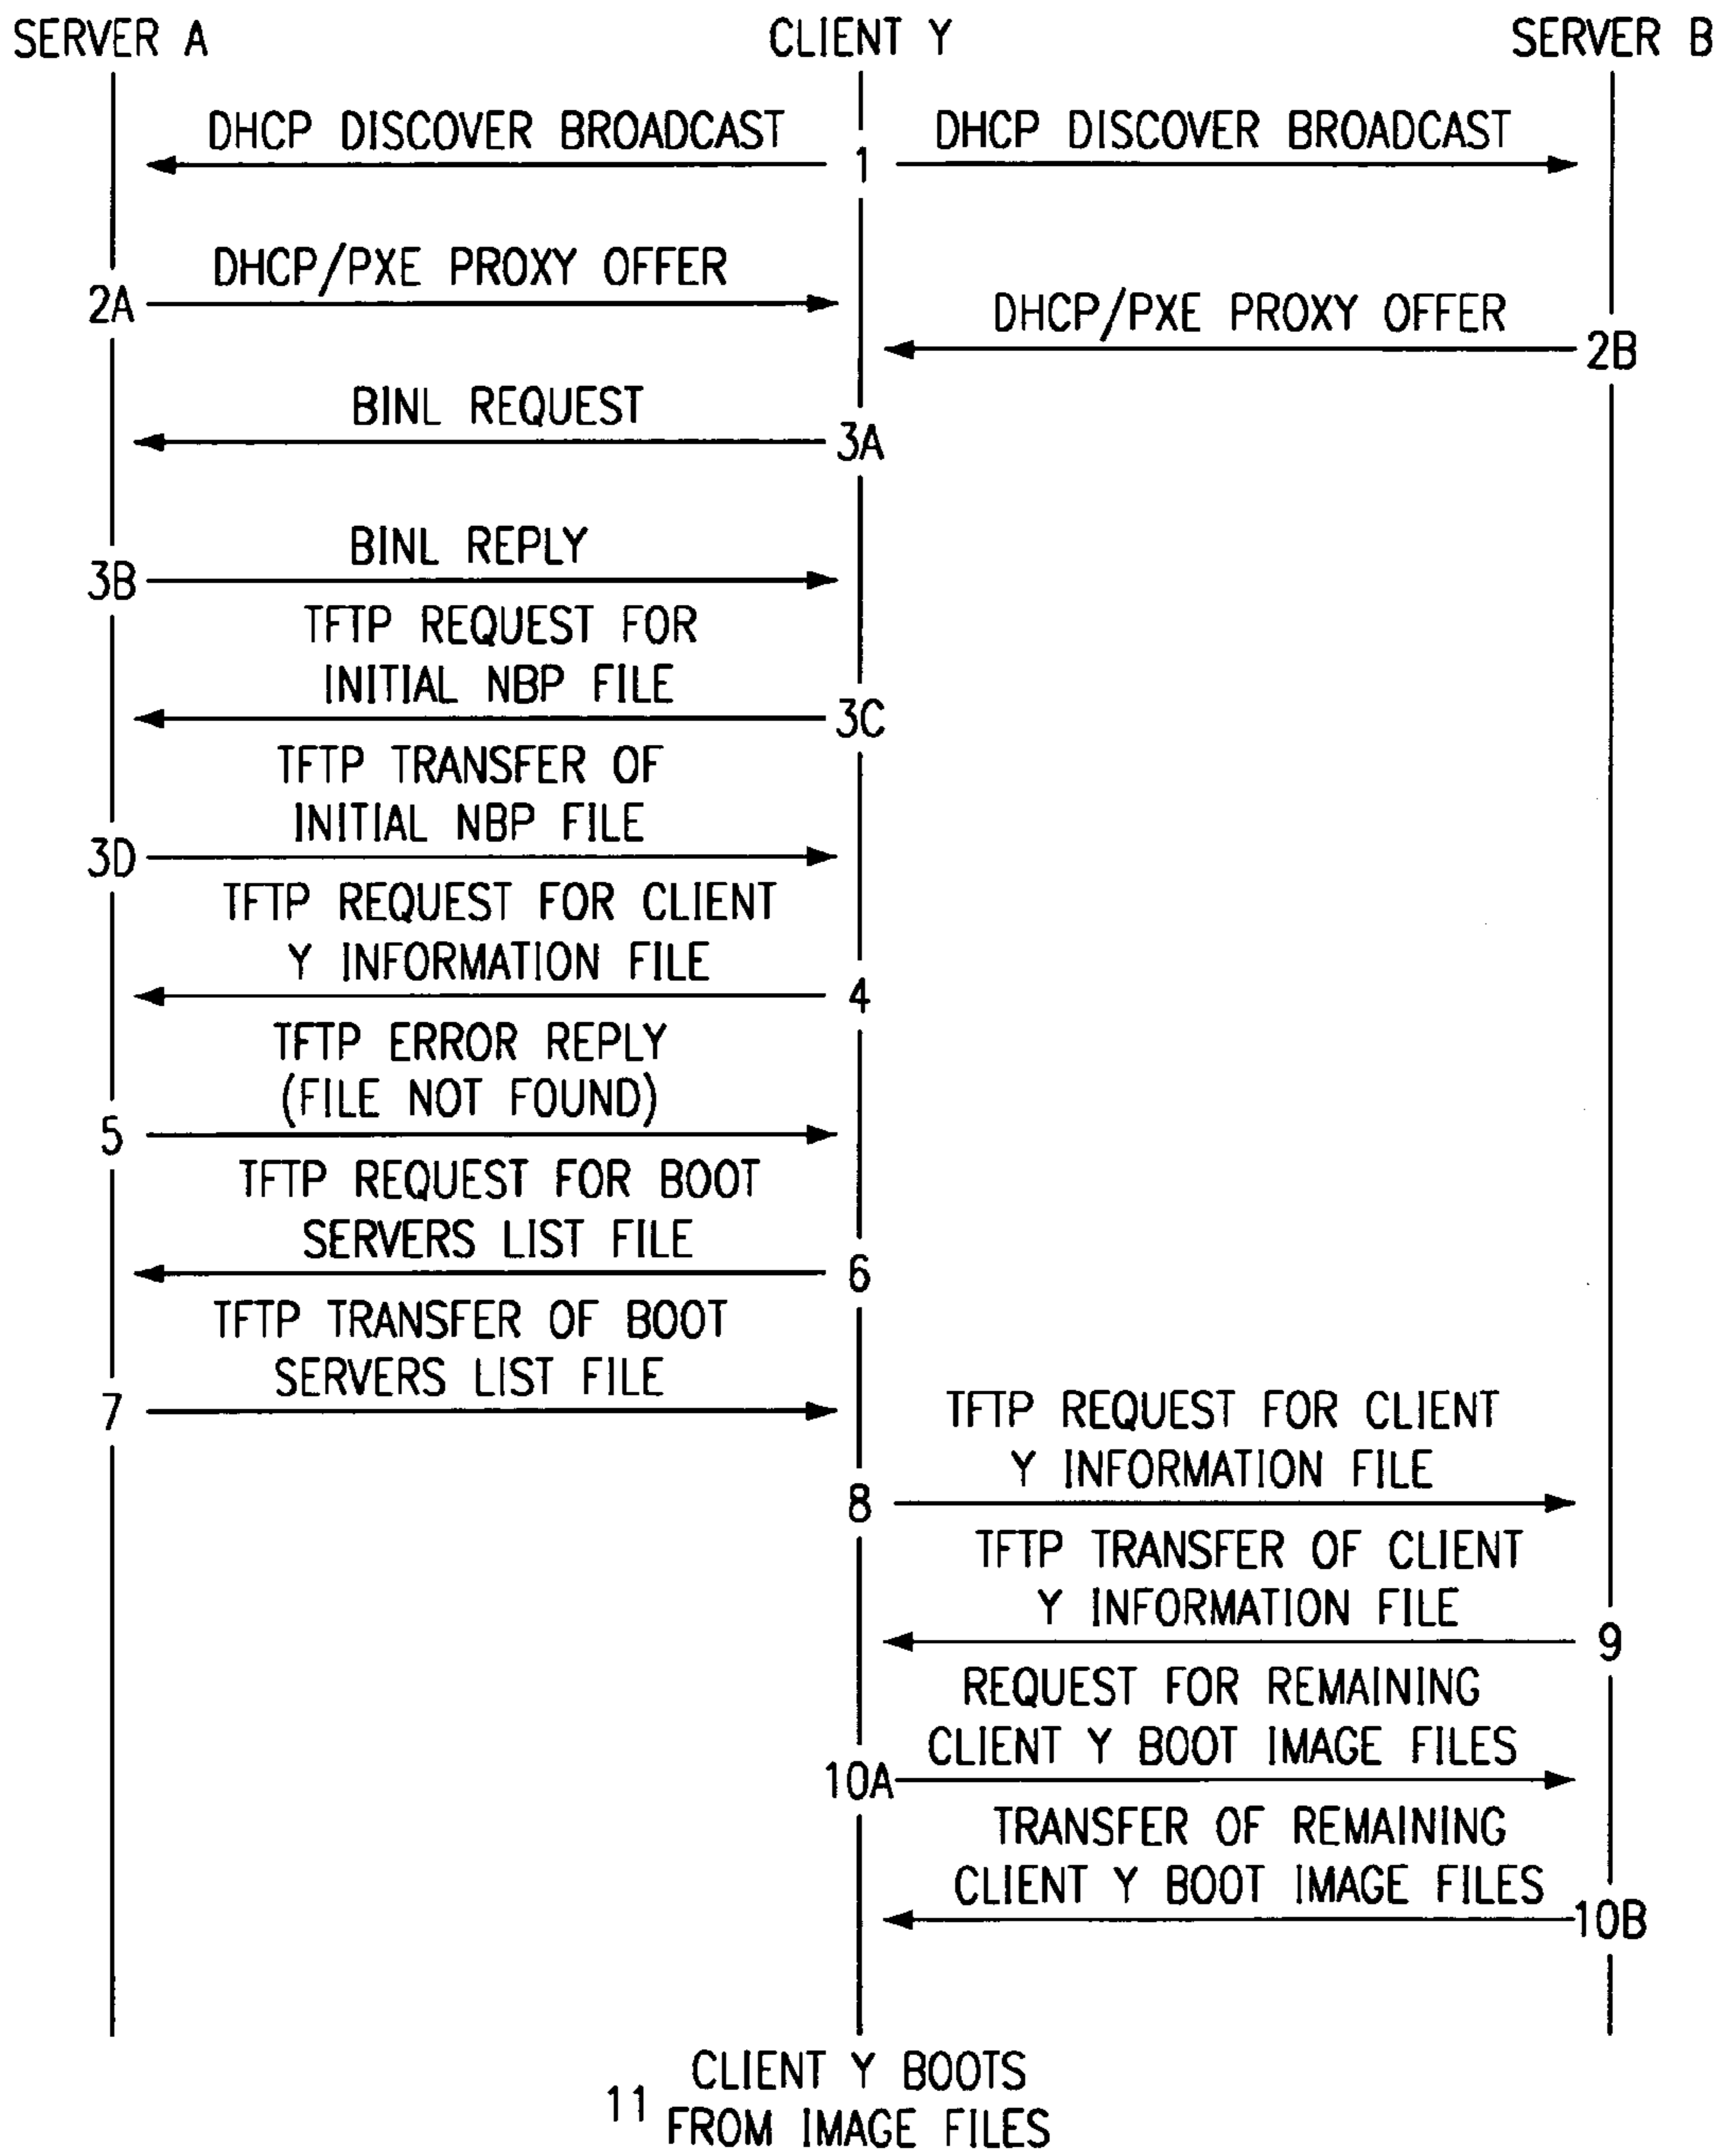 SERVER A
CLIENT Y
SERVER B
DHCP DISCOVER BROADCAST
DHCP DISCOVER BROADCAST
1
DHCP/PXE PROXY OFFER
2A
DHCP/PXE PROXY OFFER
2B
BINL REQUEST
3A
BINL REPLY
3B
TFTP REQUEST FOR
INITIAL NBP FILE
3C
TFTP TRANSFER OF
INITIAL NBP FILE
3D
TFTP REQUEST FOR CLIENT
Y INFORMATION FILE
4
TFTP ERROR REPLY
(FILE NOT FOUND)
5
TFTP REQUEST FOR BOOT
SERVERS LIST FILE
6
TFTP TRANSFER OF BOOT
SERVERS LIST FILE
7
TFTP REQUEST FOR CLIENT
Y INFORMATION FILE
8
TFTP TRANSFER OF CLIENT
Y INFORMATION FILE
9
REQUEST FOR REMAINING
CLIENT Y BOOT IMAGE FILES
10A
TRANSFER OF REMAINING
CLIENT Y BOOT IMAGE FILES
10B
11
CLIENT Y BOOTS
FROM IMAGE FILES